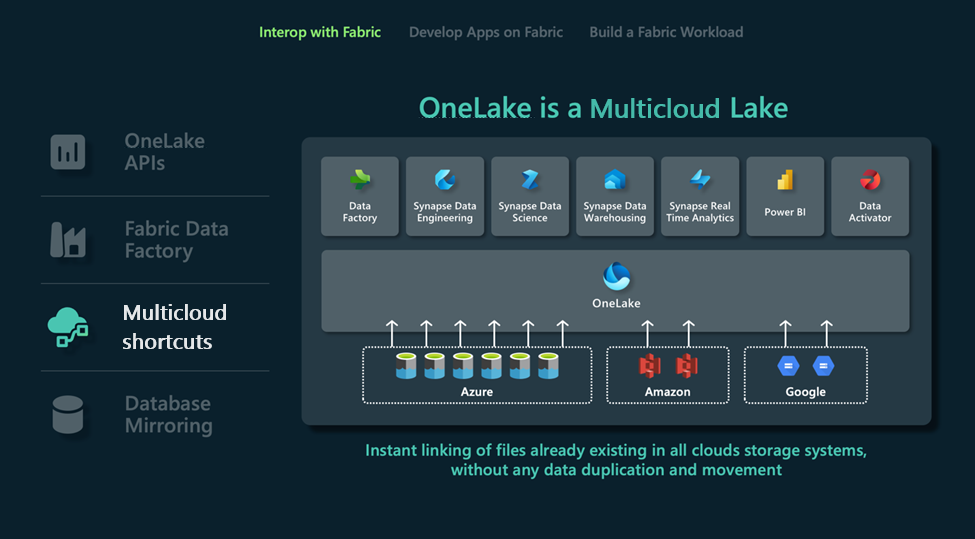 Interop with Fabric
Develop Apps on Fabric
Build a Fabric Workload
OneLake
APIs
Fabric Data
Factory
Multicloud
shortcuts
Database
Mirroring
OneLake is a Multicloud Lake
Data
Factory
Synapse Data
Engineering
Synapse Data
Science
Synapse Data
Warehousing
Synapse Real
Time Analytics
Power BI
Data
Activator
OneLake
Azure
Amazon
Google
Instant linking of files already existing in all clouds storage systems,
without any data duplication and movement